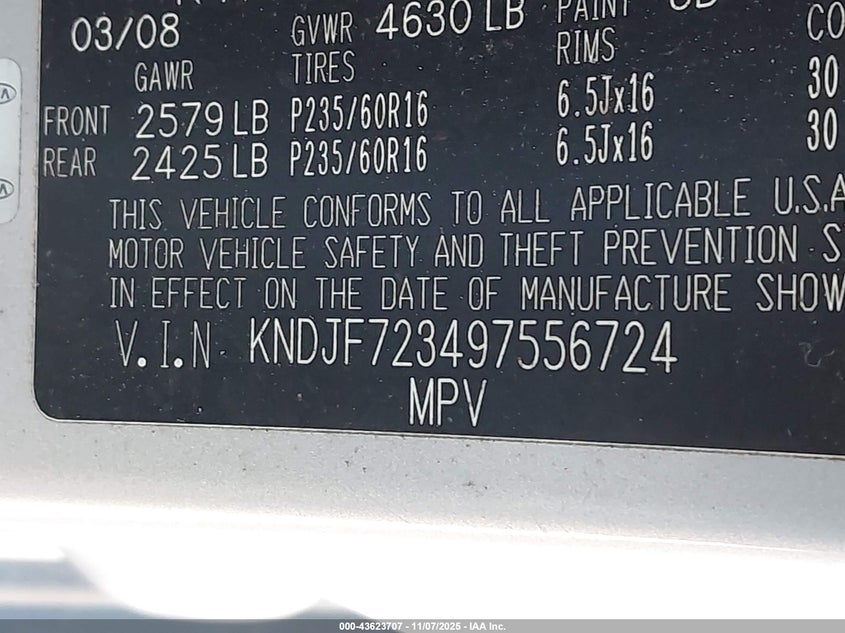 03/08 GVWR 4630 LB PAINT
GAWR TIRES RIMS CO
FRONT 2579 LB P235/60R16 6.5Jx16 30
REAR 2425 LB P235/60R16 6.5Jx16 30
THIS VEHICLE CONFORMS TO ALL APPLICABLE U.S.A
MOTOR VEHICLE SAFETY AND THEFT PREVENTION S
IN EFFECT ON THE DATE OF MANUFACTURE SHOW
V.I.N KNDJF723497556724
MPV
000-43623707 - 11/07/2025 - IAA Inc.